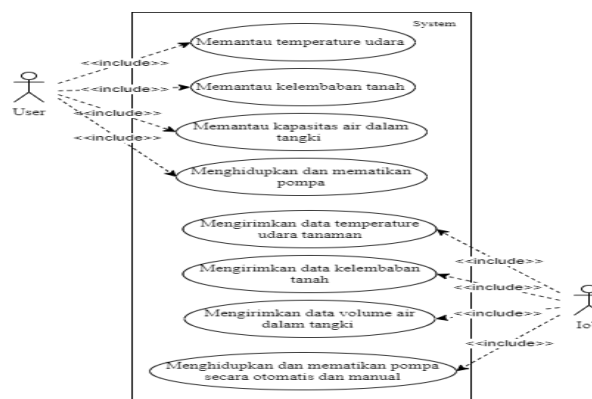 System
Memantau temperature udara
<<include>>
Memantau kelembaban tanah
<<include>>
User
Memantau kapasitas air dalam
tangki
<<include>>
<<include>>
Menghidupkan dan mematikan
pompa
Mengirimkan data temperature
udara tanaman
<<include>>
Mengirimkan data kelembaban
tanah
<<include>>
Mengirimkan data volume air
dalam tangki
<<include>>
<<include>>
Menghidupkan dan mematikan pompa
secara otomatis dan manual